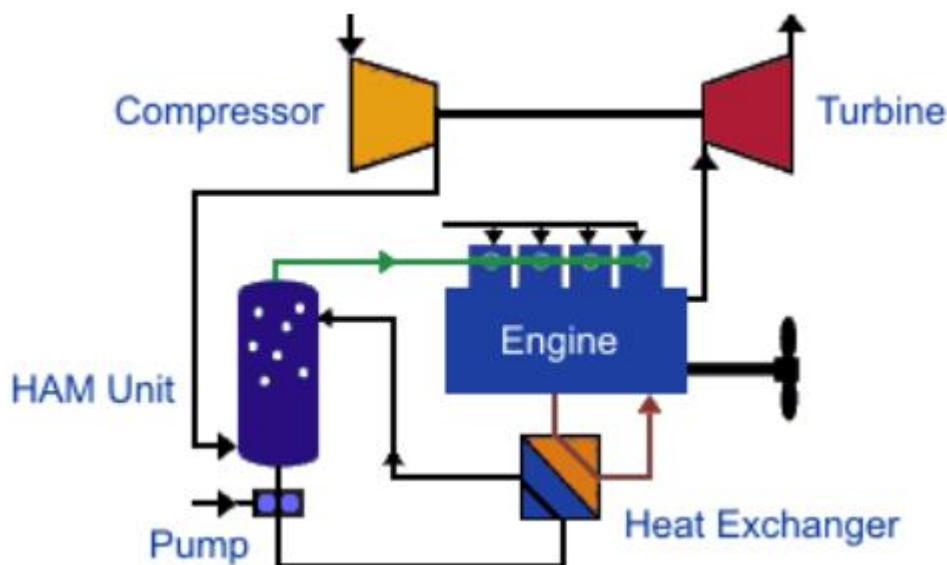 Compressor
Turbine
Engine
HAM Unit
Pump
Heat Exchanger